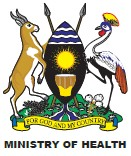 FOR GOD AND MY COUNTRY
MINISTRY OF HEALTH